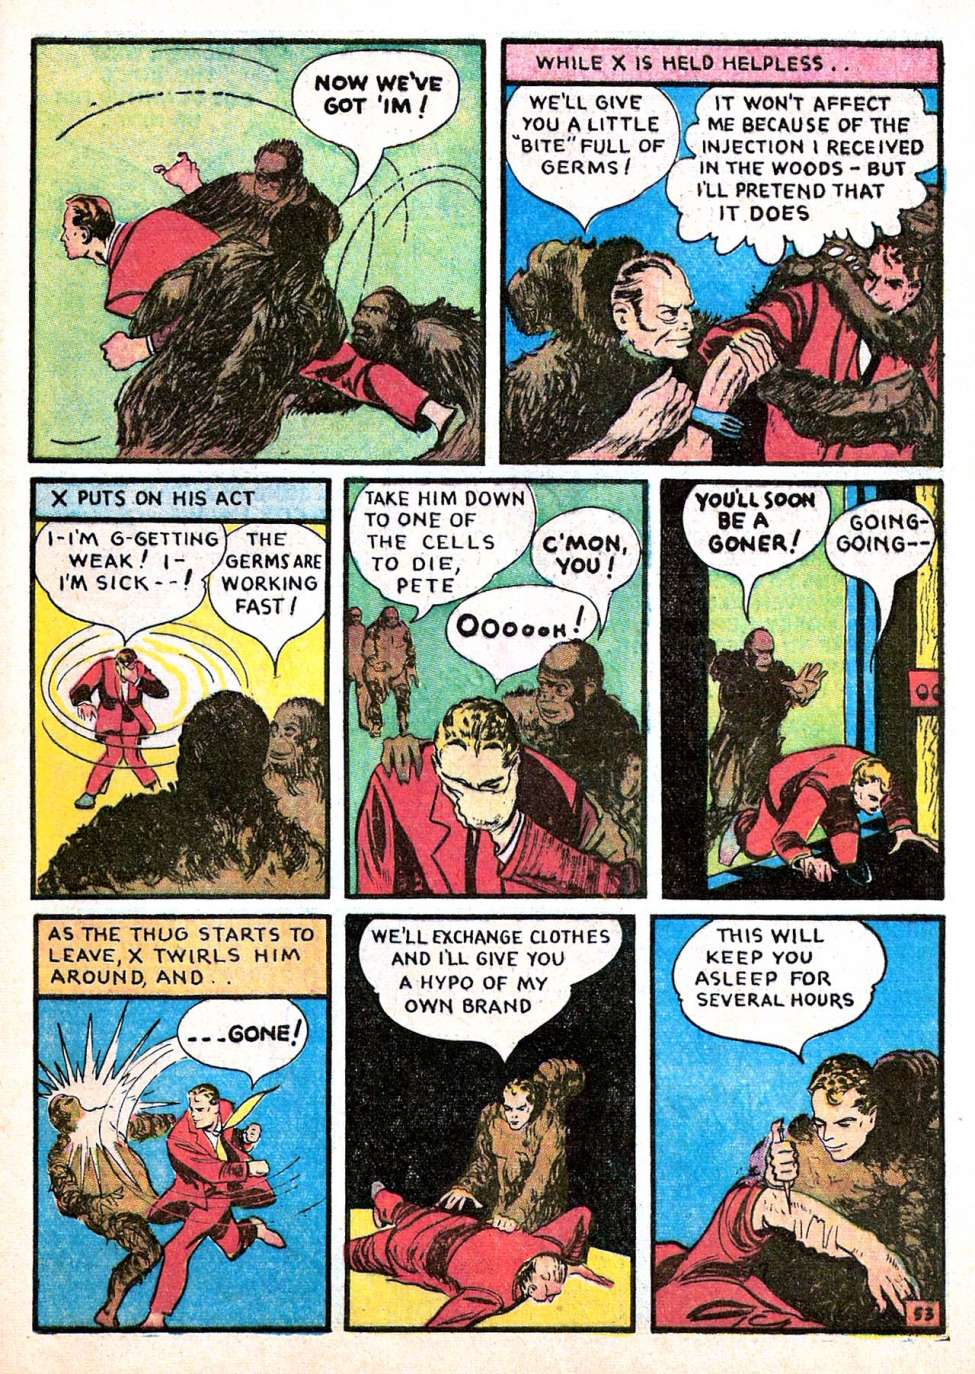 NOW WE'VE
GOT 'IM!
WHILE X IS HELD HELPLESS..
WE'LL GIVE
YOU A LITTLE
"BITE" FULL OF
GERMS!
IT WON'T AFFECT
ME BECAUSE OF THE
INJECTION I RECEIVED
IN THE WOODS - BUT
I'LL PRETEND THAT
IT DOES
X PUTS ON HIS ACT
I-I'M G-GETTING
WEAK! I-
I'M SICK--!
THE
GERMS ARE
WORKING
FAST!
TAKE HIM DOWN
TO ONE OF
THE CELLS
TO DIE,
PETE
C'MON,
YOU!
OOOOOH!
YOU'LL SOON
BE A
GONER!
GOING-
GOING--
AS THE THUG STARTS TO
LEAVE, X TWIRLS HIM
AROUND, AND..
---GONE!
WE'LL EXCHANGE CLOTHES
AND I'LL GIVE YOU
A HYPO OF MY
OWN BRAND
THIS WILL
KEEP YOU
ASLEEP FOR
SEVERAL HOURS
53